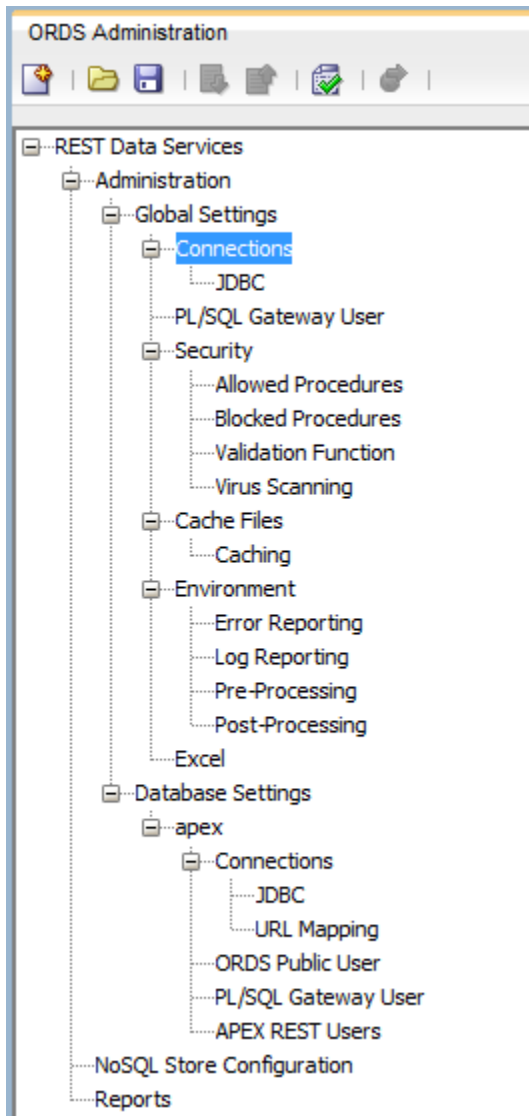 ORDS Administration
REST Data Services
Administration
Global Settings
Connections
JDBC
PL/SQL Gateway User
Security
Allowed Procedures
Blocked Procedures
Validation Function
Virus Scanning
Cache Files
Caching
Environment
Error Reporting
Log Reporting
Pre-Processing
Post-Processing
Excel
Database Settings
apex
Connections
JDBC
URL Mapping
ORDS Public User
PL/SQL Gateway User
APEX REST Users
NoSQL Store Configuration
Reports